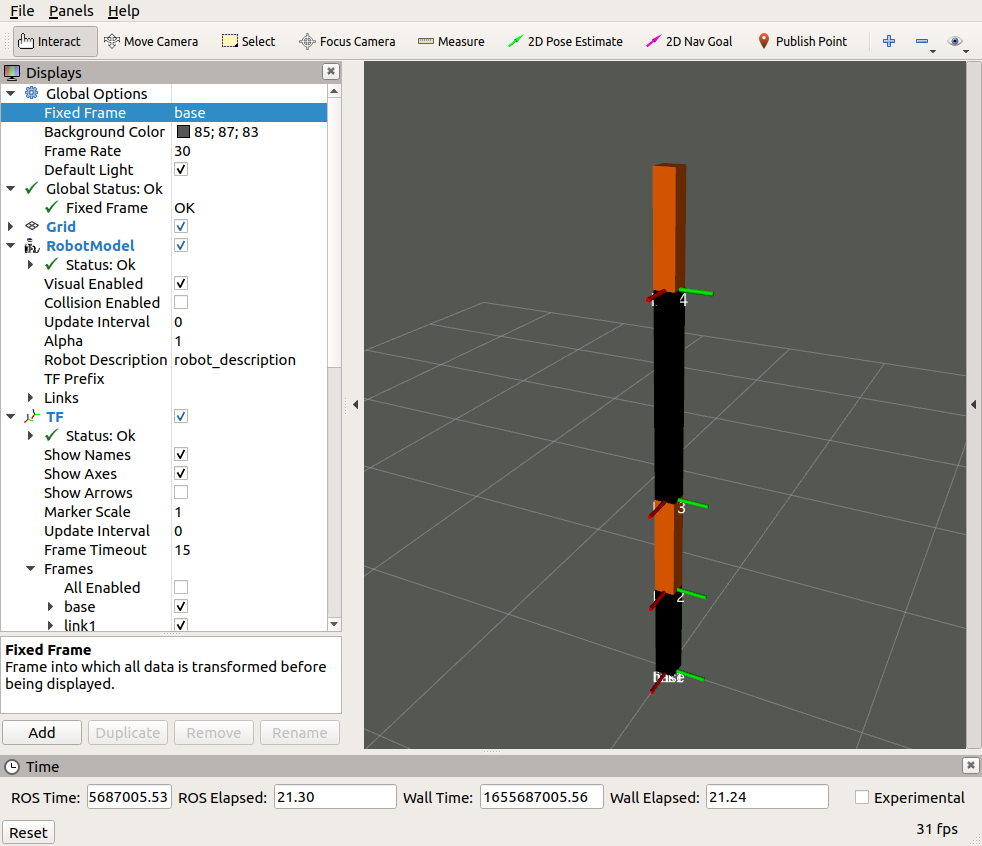 File Panels Help
Interact Move Camera Select Focus Camera Measure 2D Pose Estimate 2D Nav Goal Publish Point
Displays
Global Options
Fixed Frame base
Background Color 85; 87; 83
Frame Rate 30
Default Light
Global Status: Ok
Fixed Frame OK
Grid
RobotModel
Status: Ok
Visual Enabled
Collision Enabled
Update Interval 0
Alpha 1
Robot Description robot_description
TF Prefix
Links
TF
Status: Ok
Show Names
Show Axes
Show Arrows
Marker Scale 1
Update Interval 0
Frame Timeout 15
Frames
All Enabled
base
link1
4
3
2
Fixed Frame
Frame into which all data is transformed before
being displayed.
Add Duplicate Remove Rename
Time
ROS Time: 5687005.53 ROS Elapsed: 21.30 Wall Time: 1655687005.56 Wall Elapsed: 21.24 Experimental
Reset 31 fps